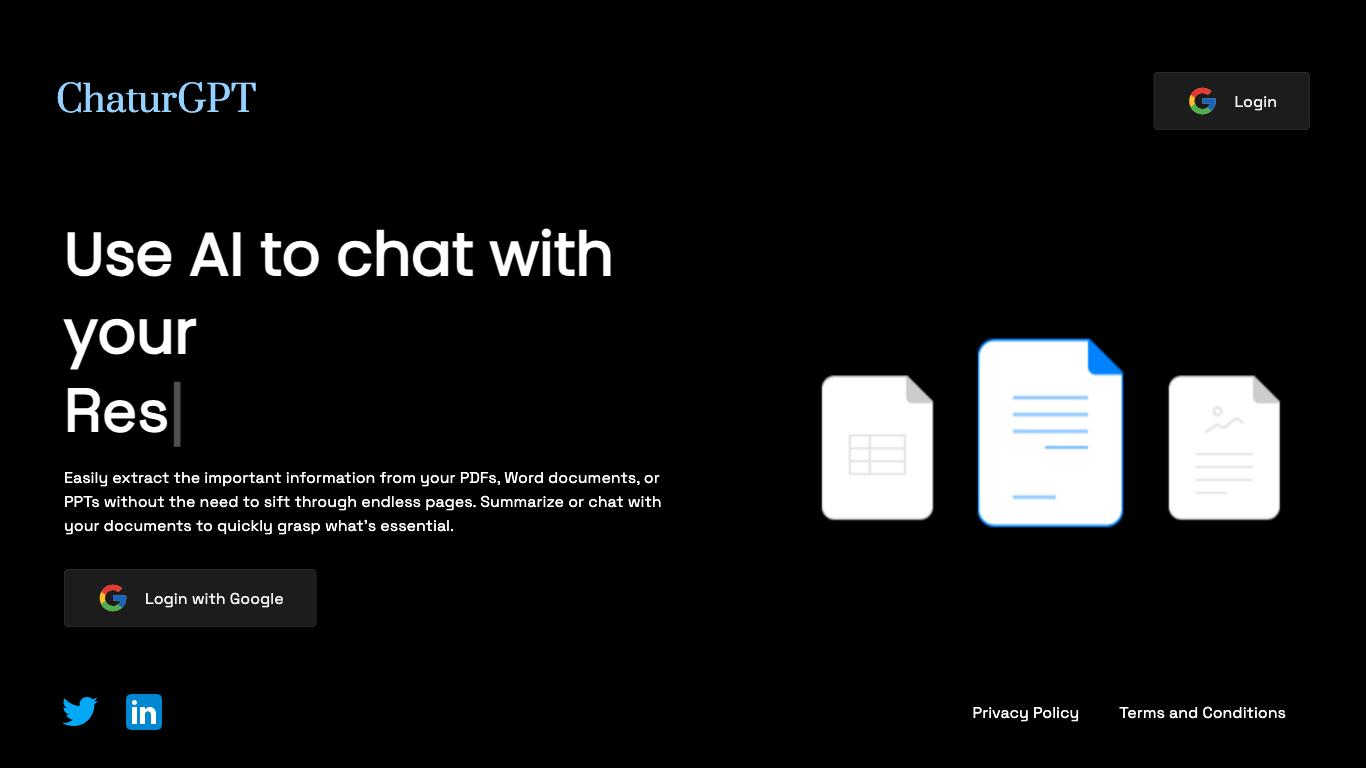 ChaturGPT
Login
Use AI to chat with
your
Res
Easily extract the important information from your PDFs, Word documents, or
PPTs without the need to sift through endless pages. Summarize or chat with
your documents to quickly grasp what's essential.
Login with Google
in
Privacy Policy
Terms and Conditions